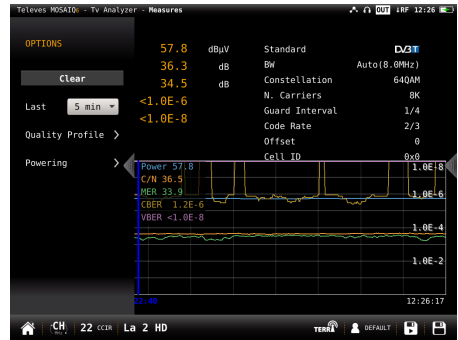 Televes MOSAIQ6 - Tv Analyzer - Measures
OUT ↓RF 12:26
OPTIONS
Clear
Last 5 min
Quality Profile
Powering
57.8 dBµV
36.3 dB
34.5 dB
<1.0E-6
<1.0E-8
Standard DVB T
BW Auto(8.0MHz)
Constellation 64QAM
N. Carriers 8K
Guard Interval 1/4
Code Rate 2/3
Offset 0
Cell ID 0x0
Power 57.8
C/N 36.5
MER 33.9
CBER 1.2E-6
VBER <1.0E-8
1.0E-8
1.0E-6
1.0E-4
1.0E-2
12:26:17
CH 22 CCIR La 2 HD
TERR DEFAULT